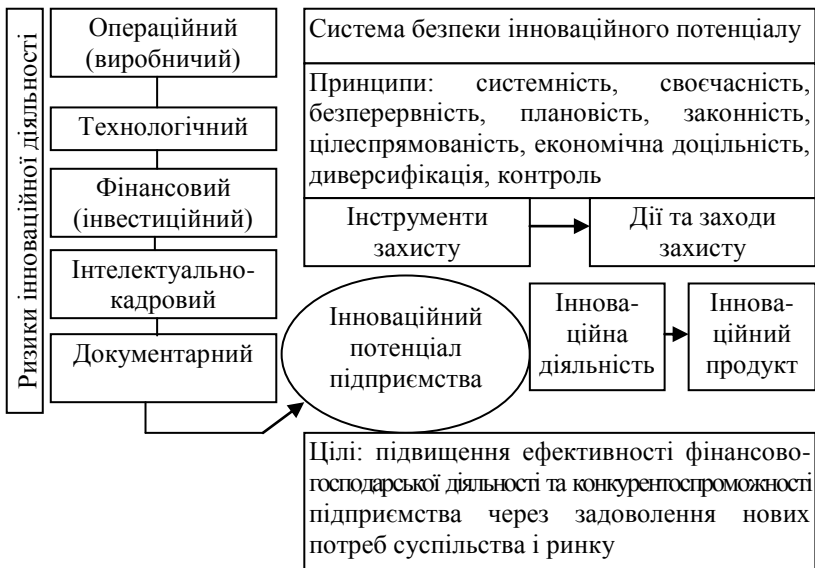 Ризики інноваційної діяльності
Операційний
(виробничий)
Технологічний
Фінансовий
(інвестиційний)
Інтелектуально-
кадровий
Документарний
Система безпеки інноваційного потенціалу
Принципи: системність, своєчасність,
безперервність, плановість, законність,
цілеспрямованість, економічна доцільність,
диверсифікація, контроль
Інструменти
захисту
Дії та заходи
захисту
Інноваційний
потенціал
підприємства
Іннова-
ційна
діяльність
Іннова-
ційний
продукт
Цілі: підвищення ефективності фінансово-
господарської діяльності та конкурентоспроможності
підприємства через задоволення нових
потреб суспільства і ринку